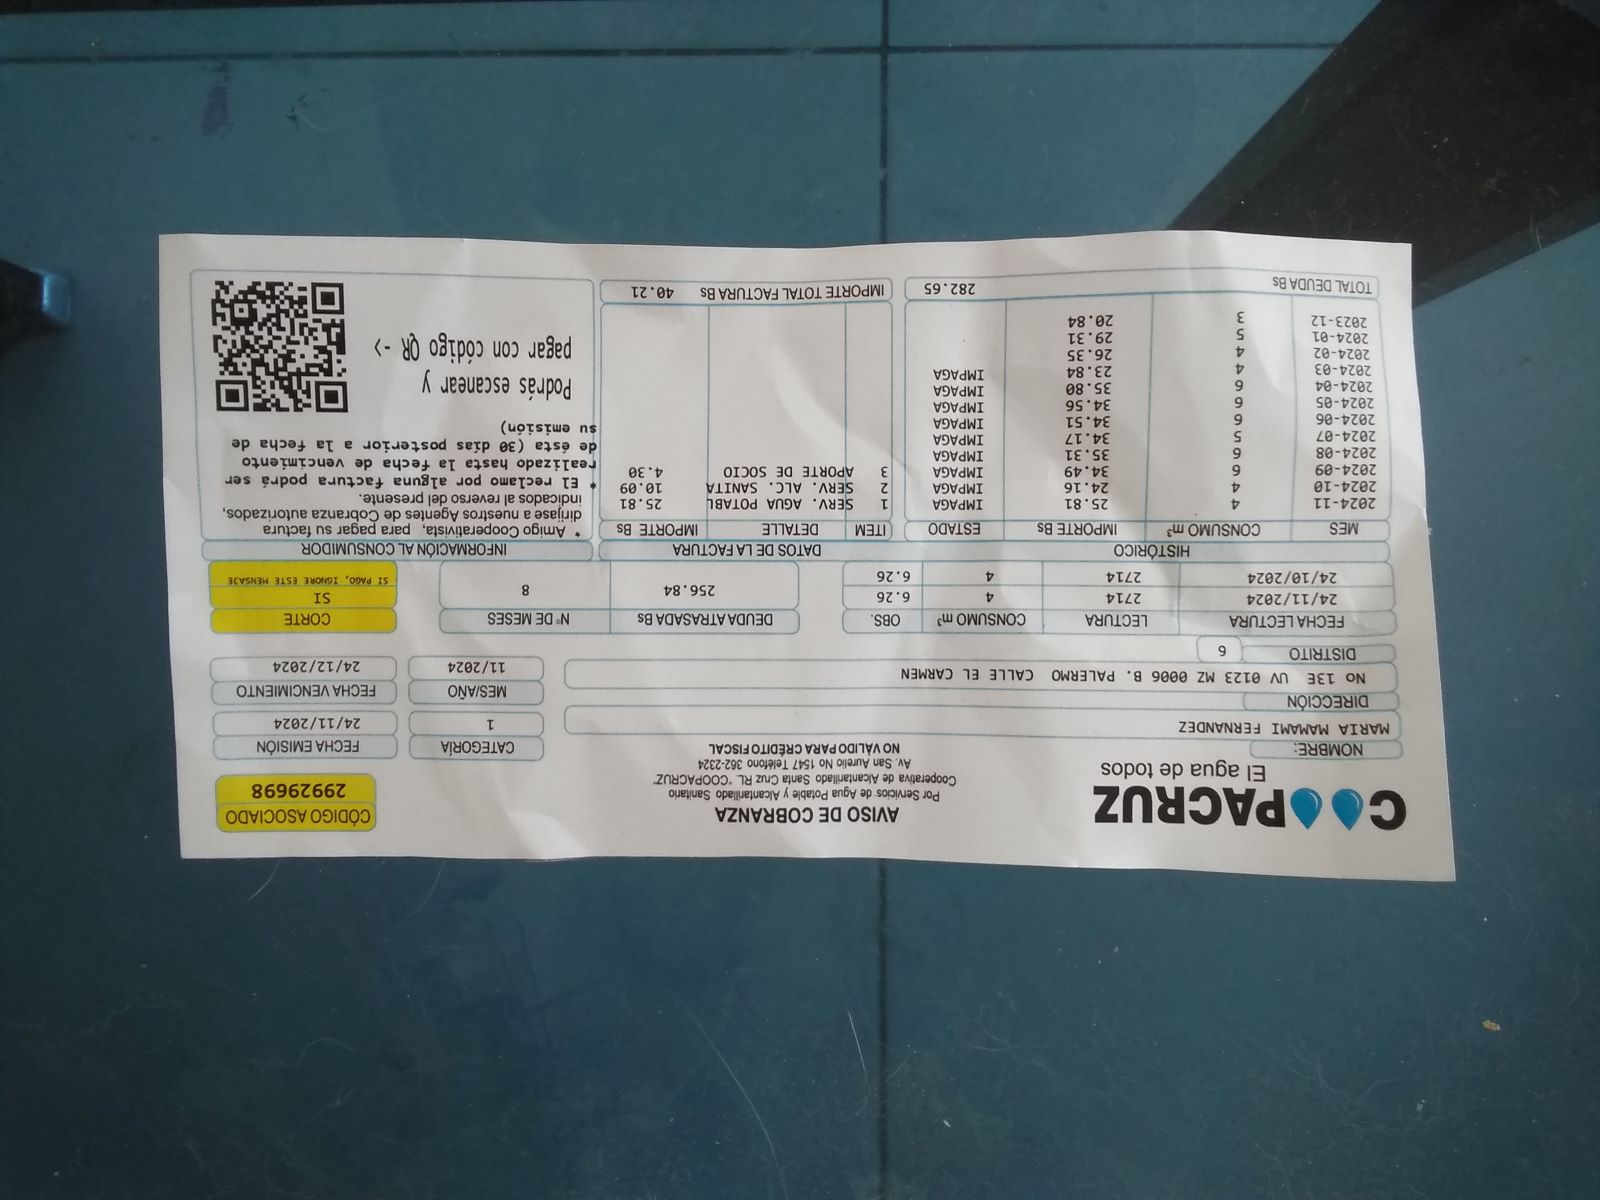 COOPACRUZ
El agua de todos
AVISO DE COBRANZA
Por Servicios de Agua Potable y Alcantarillado Sanitario
Cooperativa de Alcantarillado Santa Cruz RL. "COOPACRUZ"
Av. San Aurelio No 1547 Teléfono 362-2324
NO VÁLIDO PARA CRÉDITO FISCAL
CÓDIGO ASOCIADO
29929698
NOMBRE:
MARIA MAMAMI FERNANDEZ
CATEGORÍA
1
FECHA EMISIÓN
24/11/2024
DIRECCIÓN
No 13E UV 0123 MZ 0006 B. PALERMO CALLE EL CARMEN
MES/AÑO
11/2024
FECHA VENCIMIENTO
24/12/2024
DISTRITO 6
FECHA LECTURA LECTURA CONSUMO m³ OBS.
24/11/2024 2714 4 6.26
24/10/2024 2714 4 6.26
DEUDA ATRASADA Bs Nº DE MESES
256.84 8
CORTE
SI
SI PAGO, IGNORE ESTE MENSAJE
HISTÓRICO
MES CONSUMO m³ IMPORTE Bs ESTADO
2024-11 4 25.81 IMPAGA
2024-10 4 24.16 IMPAGA
2024-09 6 34.49 IMPAGA
2024-08 6 31.35 IMPAGA
2024-07 5 34.17 IMPAGA
2024-06 6 34.51 IMPAGA
2024-05 6 34.56 IMPAGA
2024-04 6 35.80 IMPAGA
2024-03 4 23.84 IMPAGA
2024-02 4 26.35
2024-01 5 29.31
2023-12 3 20.84
TOTAL DEUDA Bs 282.65
DATOS DE LA FACTURA
ITEM DETALLE IMPORTE Bs
1 SERV. AGUA POTABL 25.81
2 SERV. ALC. SANITA 10.09
3 APORTE DE SOCIO 4.30
IMPORTE TOTAL FACTURA Bs 40.21
INFORMACIÓN AL CONSUMIDOR
* Amigo Cooperativista, para pagar su factura
diríjase a nuestros Agentes de Cobranza autorizados,
indicados al reverso del presente.
* El reclamo por alguna factura podrá ser
realizado hasta la fecha de vencimiento
de ésta (30 días posterior a la fecha de
su emisión)
Podrás escanear y
pagar con código QR ->